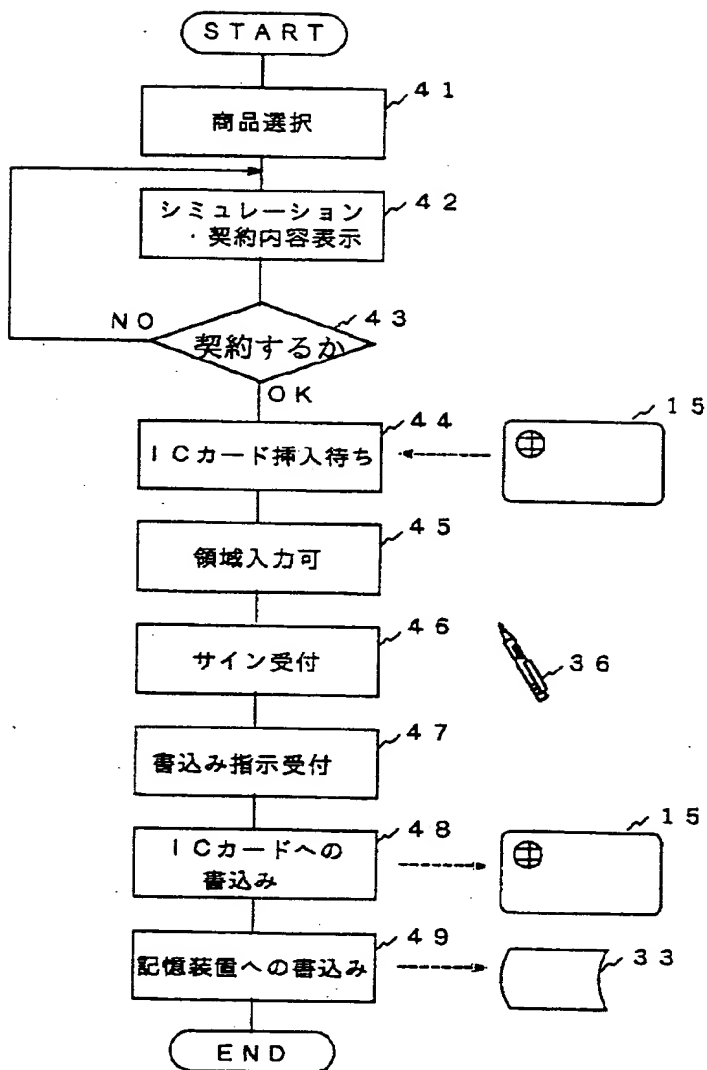 START
41
商品選択
42
シミュレーション
・契約内容表示
43
NO
契約するか
OK
44
15
ICカード挿入待ち
45
領域入力可
46
サイン受付
36
47
書込み指示受付
48
15
ICカードへの
書込み
49
記憶装置への書込み
33
END